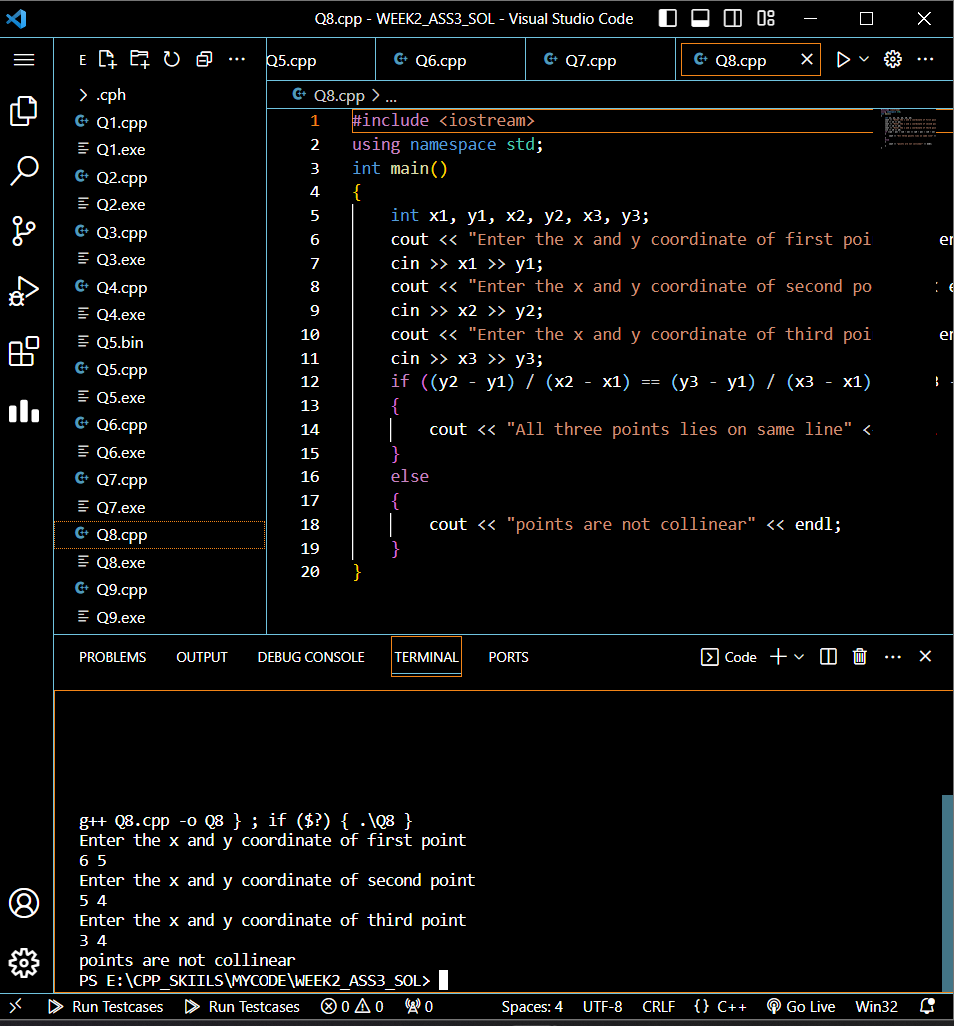 Q8.cpp - WEEK2_ASS3_SOL - Visual Studio Code
E
Q5.cpp
Q6.cpp
Q7.cpp
Q8.cpp
.cph
Q1.cpp
Q1.exe
Q2.cpp
Q2.exe
Q3.cpp
Q3.exe
Q4.cpp
Q4.exe
Q5.bin
Q5.cpp
Q5.exe
Q6.cpp
Q6.exe
Q7.cpp
Q7.exe
Q8.cpp
Q8.exe
Q9.cpp
Q9.exe
Q8.cpp > ...
1 #include <iostream>
2 using namespace std;
3 int main()
4 {
5 int x1, y1, x2, y2, x3, y3;
6 cout << "Enter the x and y coordinate of first poi
7 cin >> x1 >> y1;
8 cout << "Enter the x and y coordinate of second po
9 cin >> x2 >> y2;
10 cout << "Enter the x and y coordinate of third poi
11 cin >> x3 >> y3;
12 if ((y2 - y1) / (x2 - x1) == (y3 - y1) / (x3 - x1)
13 {
14 cout << "All three points lies on same line" <
15 }
16 else
17 {
18 cout << "points are not collinear" << endl;
19 }
20 }
PROBLEMS OUTPUT DEBUG CONSOLE TERMINAL PORTS Code
g++ Q8.cpp -o Q8 } ; if ($?) { .\Q8 }
Enter the x and y coordinate of first point
6 5
Enter the x and y coordinate of second point
5 4
Enter the x and y coordinate of third point
3 4
points are not collinear
PS E:\CPP_SKIILS\MYCODE\WEEK2_ASS3_SOL>
Run Testcases Run Testcases 0 0 0 Spaces: 4 UTF-8 CRLF {} C++ Go Live Win32